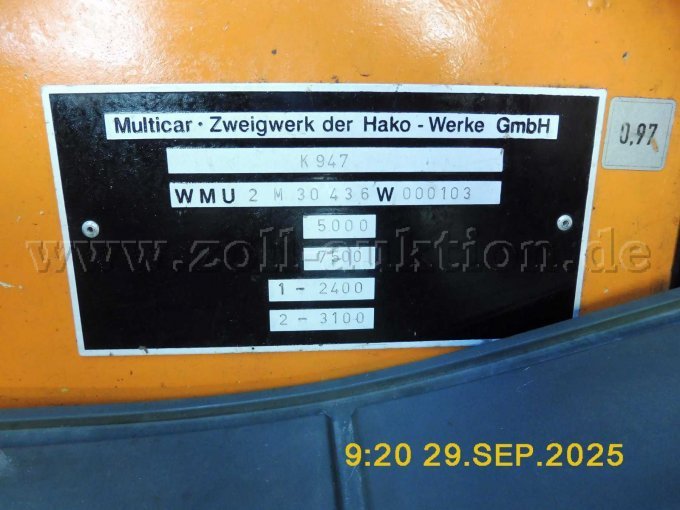 Multicar · Zweigwerk der Hako - Werke GmbH
0.97
K 947
WMU 2 M 30 436 W 000103
5000
7500
www.zoll-auktion.de
1 - 2400
2 - 3100
9:20 29.SEP.2025